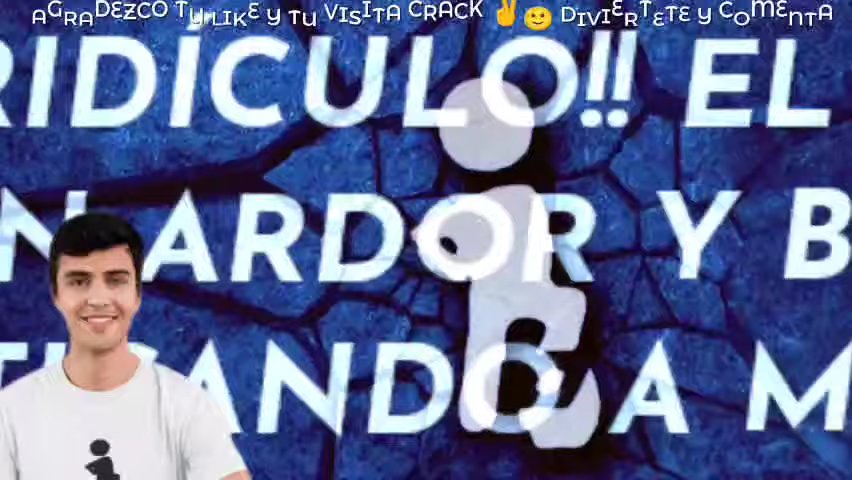 AGRADEZCO TU LIKE Y TU VISITA CRACK ✌️🙂 DIVIERTETE Y COMENTA
RIDÍCULO!! EL
N ARDOR Y B
ANDO A M